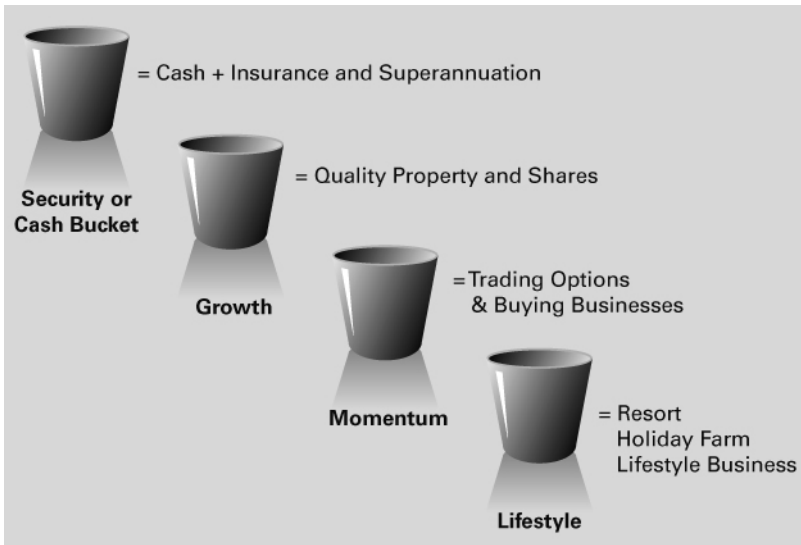 = Cash + Insurance and Superannuation
Security or
Cash Bucket
= Quality Property and Shares
Growth
= Trading Options
& Buying Businesses
Momentum
= Resort
Holiday Farm
Lifestyle Business
Lifestyle